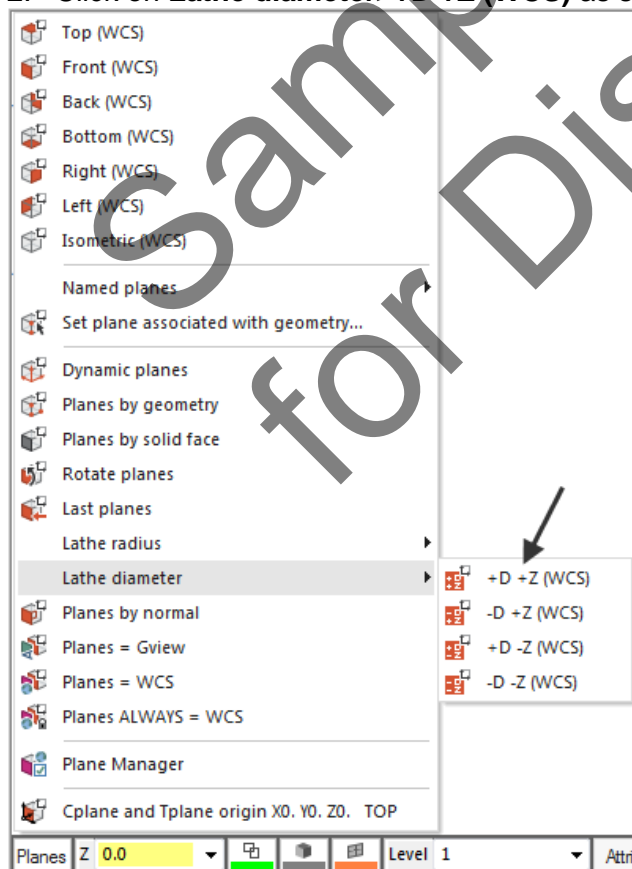 Top (WCS)
Front (WCS)
Back (WCS)
Bottom (WCS)
Right (WCS)
Left (WCS)
Isometric (WCS)
Named planes
Set plane associated with geometry...
Dynamic planes
Planes by geometry
Planes by solid face
Rotate planes
Last planes
Lathe radius
Lathe diameter
+D +Z (WCS)
-D +Z (WCS)
+D -Z (WCS)
-D -Z (WCS)
Planes by normal
Planes = Gview
Planes = WCS
Planes ALWAYS = WCS
Plane Manager
Cplane and Tplane origin X0. Y0. Z0. TOP
Planes Z 0.0 Level 1
for